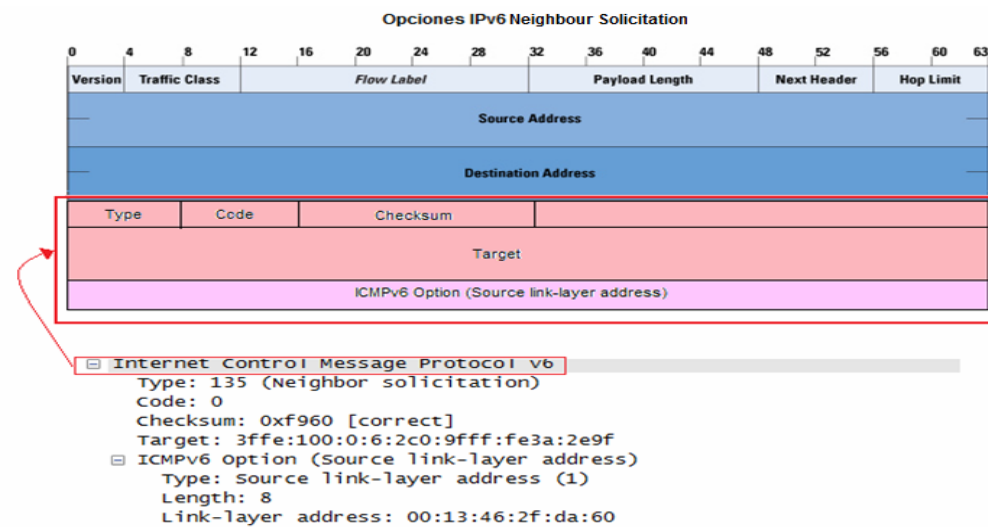 Opciones IPv6 Neighbour Solicitation
0 4 8 12 16 20 24 28 32 36 40 44 48 52 56 60 63
Version Traffic Class Flow Label Payload Length Next Header Hop Limit
Source Address
Destination Address
Type Code Checksum
Target
ICMPv6 Option (Source link-layer address)
Internet Control Message Protocol v6
Type: 135 (Neighbor solicitation)
Code: 0
Checksum: 0xf960 [correct]
Target: 3ffe:100:0:6:2c0:9fff:fe3a:2e9f
ICMPv6 Option (Source link-layer address)
Type: Source link-layer address (1)
Length: 8
Link-layer address: 00:13:46:2f:da:60